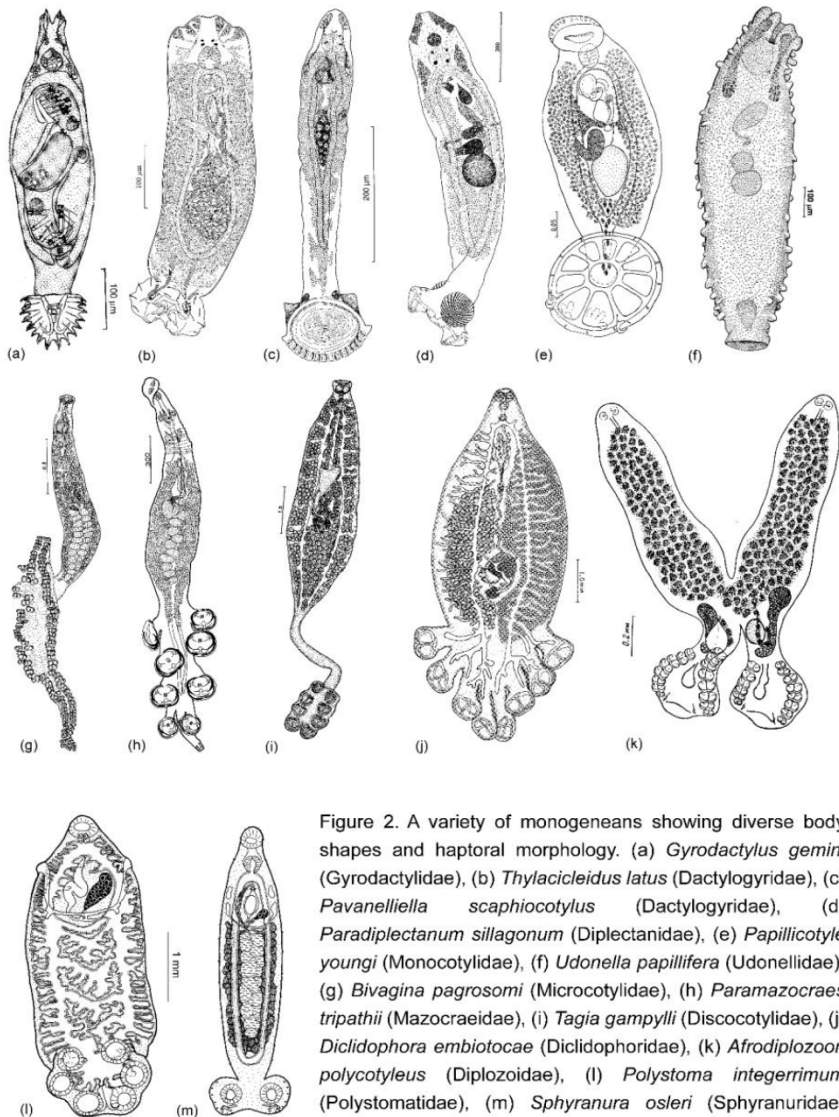 100 µm
(a)
100 µm
(b)
200 µm
(c)
(d)
0.05
(e)
100 µm
(f)
(g)
(h)
(i)
1.0 mm
(j)
0.2 mm
(k)
1 mm
(l)
(m)
Figure 2. A variety of monogeneans showing diverse body
shapes and haptoral morphology. (a) Gyrodactylus gemin
(Gyrodactylidae), (b) Thylacicleidus latus (Dactylogyridae), (c
Pavanelliella scaphiocotylus (Dactylogyridae), (d
Paradiplectanum sillagonum (Diplectanidae), (e) Papillicotyle
youngi (Monocotylidae), (f) Udonella papillifera (Udonellidae)
(g) Bivagina pagrosomi (Microcotylidae), (h) Paramazocraes
tripathii (Mazocraeidae), (i) Tagia gampylli (Discocotylidae), (j
Diclidophora embiotocae (Diclidophoridae), (k) Afrodiplozoon
polycotyleus (Diplozoidae), (l) Polystoma integerrimun
(Polystomatidae), (m) Sphyranura osleri (Sphyranuridae)